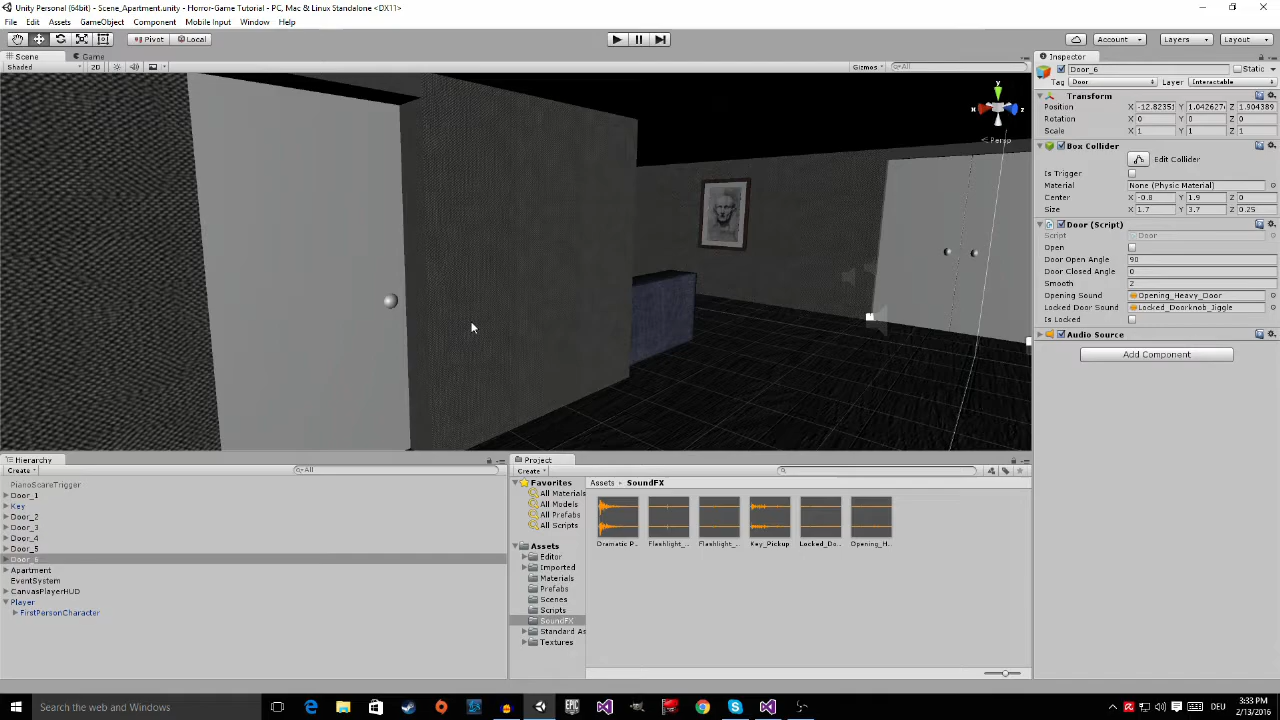 Unity Personal (64bit) - Scene_Apartment.unity - Horror-Game Tutorial - PC, Mac & Linux Standalone <DX11>
File Edit Assets GameObject Component Mobile Input Window Help
Pivot Local Account Layers Layout
Scene Game
Shaded 2D Gizmos All
Persp
y
Inspector
Door_6 Static
Tag Door Layer Interactable
Transform
Position X -12.82351 Y 1.042627 Z 1.904389
Rotation X 0 Y 0 Z 0
Scale X 1 Y 1 Z 1
Box Collider
Edit Collider
Is Trigger
Material None (Physic Material)
Center X -0.8 Y 1.9 Z 0
Size X 1.7 Y 3.7 Z 0.25
Door (Script)
Script Door
Open
Door Open Angle 90
Door Closed Angle 0
Smooth 2
Opening Sound Opening_Heavy_Door
Locked Door Sound Locked_Doorknob_Jiggle
Is Locked
Audio Source
Add Component
Hierarchy
Create All
PianoScareTrigger
Door_1
Key
Door_2
Door_3
Door_4
Door_5
Door_6
Apartment
EventSystem
CanvasPlayerHUD
Player
FirstPersonCharacter
Project
Create
Favorites
All Materials
All Models
All Prefabs
All Scripts
Assets
Editor
Imported
Materials
Prefabs
Scenes
Scripts
SoundFX
Standard As
Textures
Assets SoundFX
Dramatic P... Flashlight_... Flashlight_... Key_Pickup Locked_Do... Opening_H...
Search the web and Windows
EPIC
DEU 3:33 PM
2/13/2016